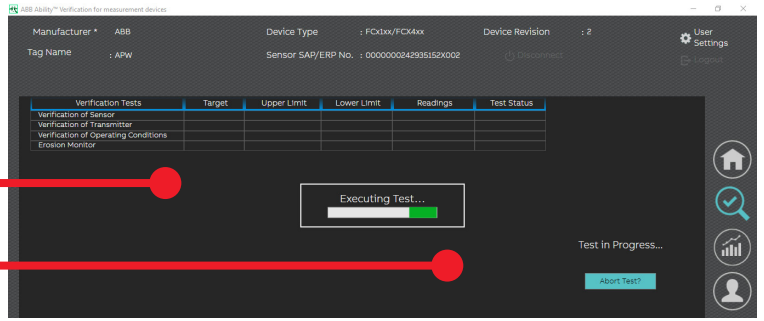 ABB Ability™ Verification for measurement devices
Manufacturer * ABB Device Type : FCx1xx/FCX4xx Device Revision : 2 User Settings
Tag Name : APW Sensor SAP/ERP No. : 0000000242935152X002 Disconnect Logout
Verification Tests Target Upper Limit Lower Limit Readings Test Status
Verification of Sensor
Verification of Transmitter
Verification of Operating Conditions
Erosion Monitor
Executing Test...
Test in Progress...
Abort Test?